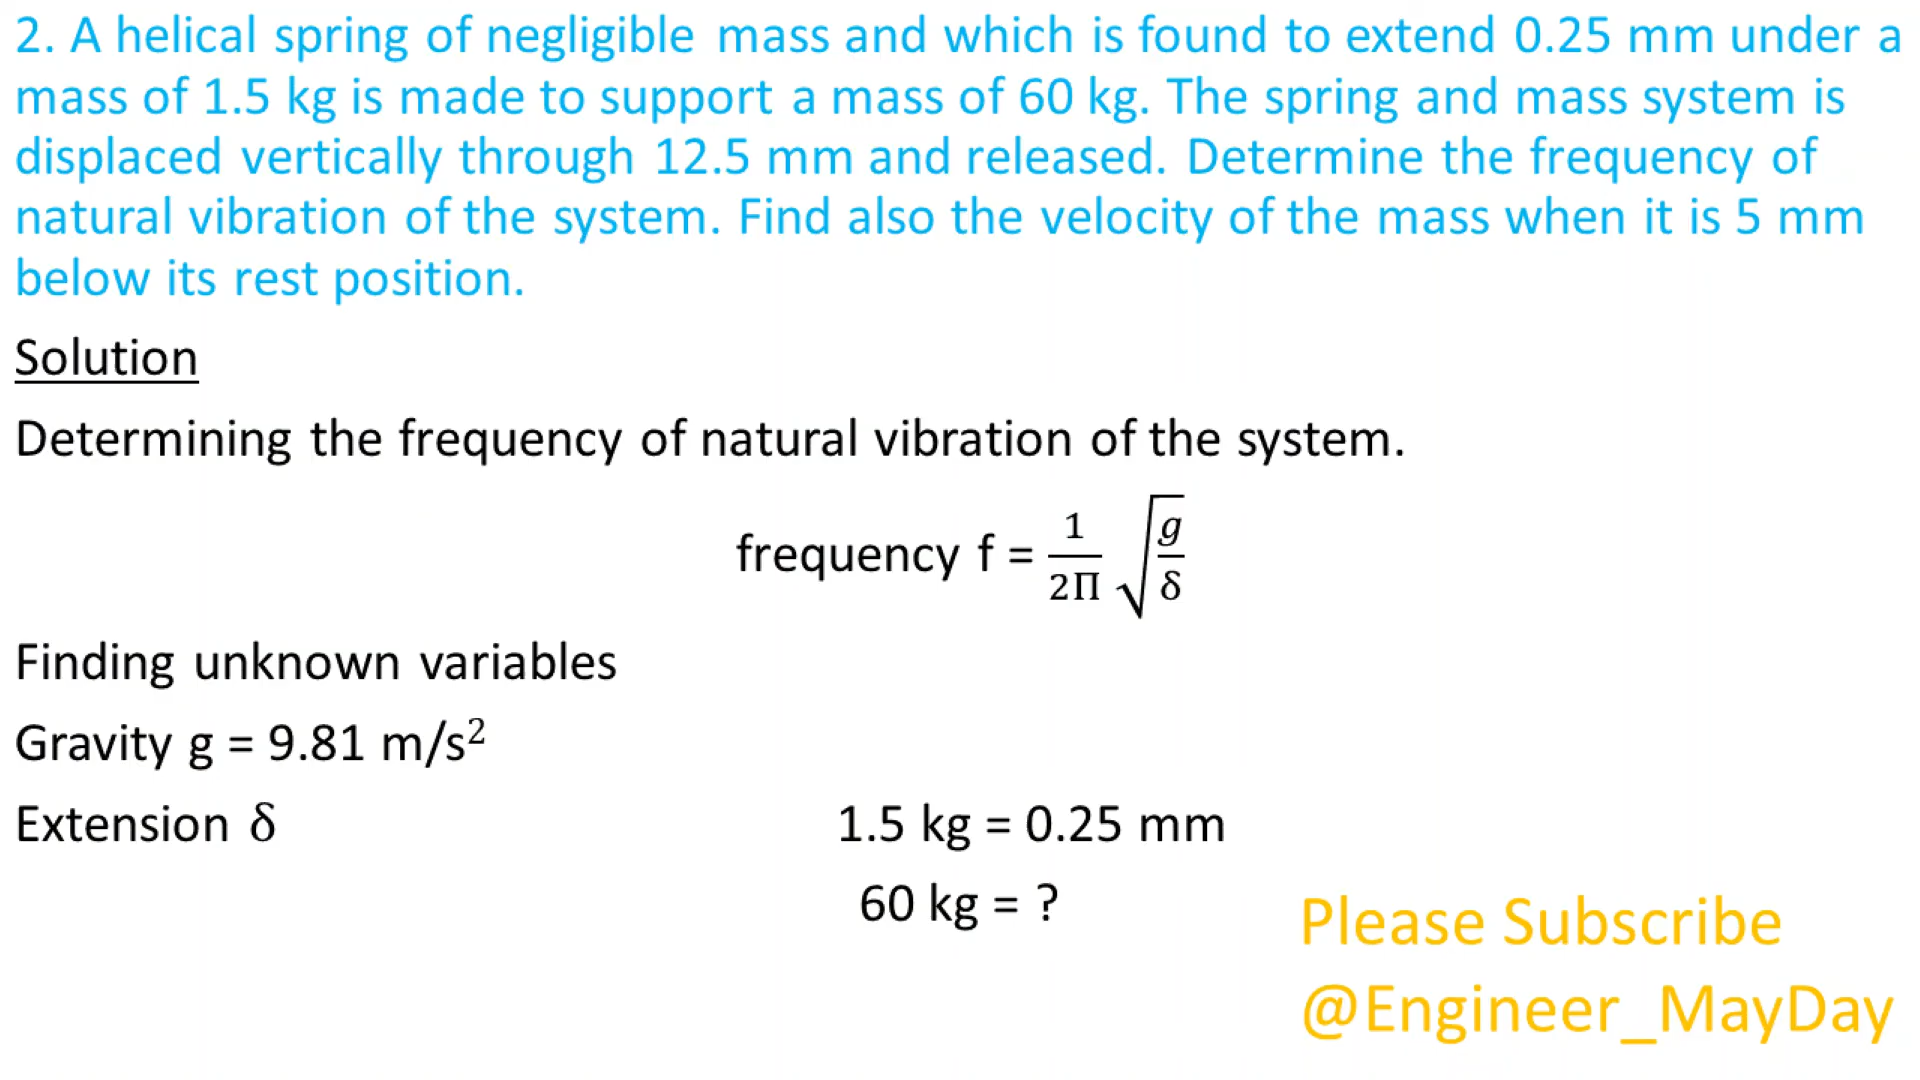 2. A helical spring of negligible mass and which is found to extend 0.25 mm under a
mass of 1.5 kg is made to support a mass of 60 kg. The spring and mass system is
displaced vertically through 12.5 mm and released. Determine the frequency of
natural vibration of the system. Find also the velocity of the mass when it is 5 mm
below its rest position.
Solution
Determining the frequency of natural vibration of the system.
frequency f = 1/2Π √(g/δ)
Finding unknown variables
Gravity g = 9.81 m/s²
Extension δ 1.5 kg = 0.25 mm
60 kg = ?
Please Subscribe
@Engineer_MayDay